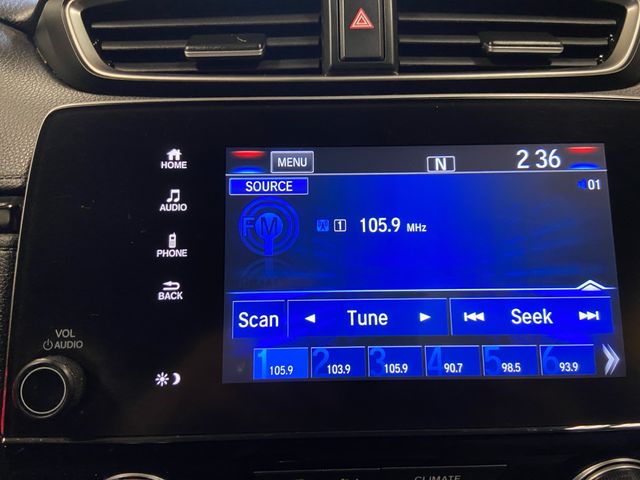 HOME
AUDIO
PHONE
BACK
VOL
AUDIO
MENU
N
2 36
SOURCE
01
FM
1 105.9 MHz
Scan
Tune
Seek
1 105.9
2 103.9
3 105.9
4 90.7
5 98.5
6 93.9
CLIMATE